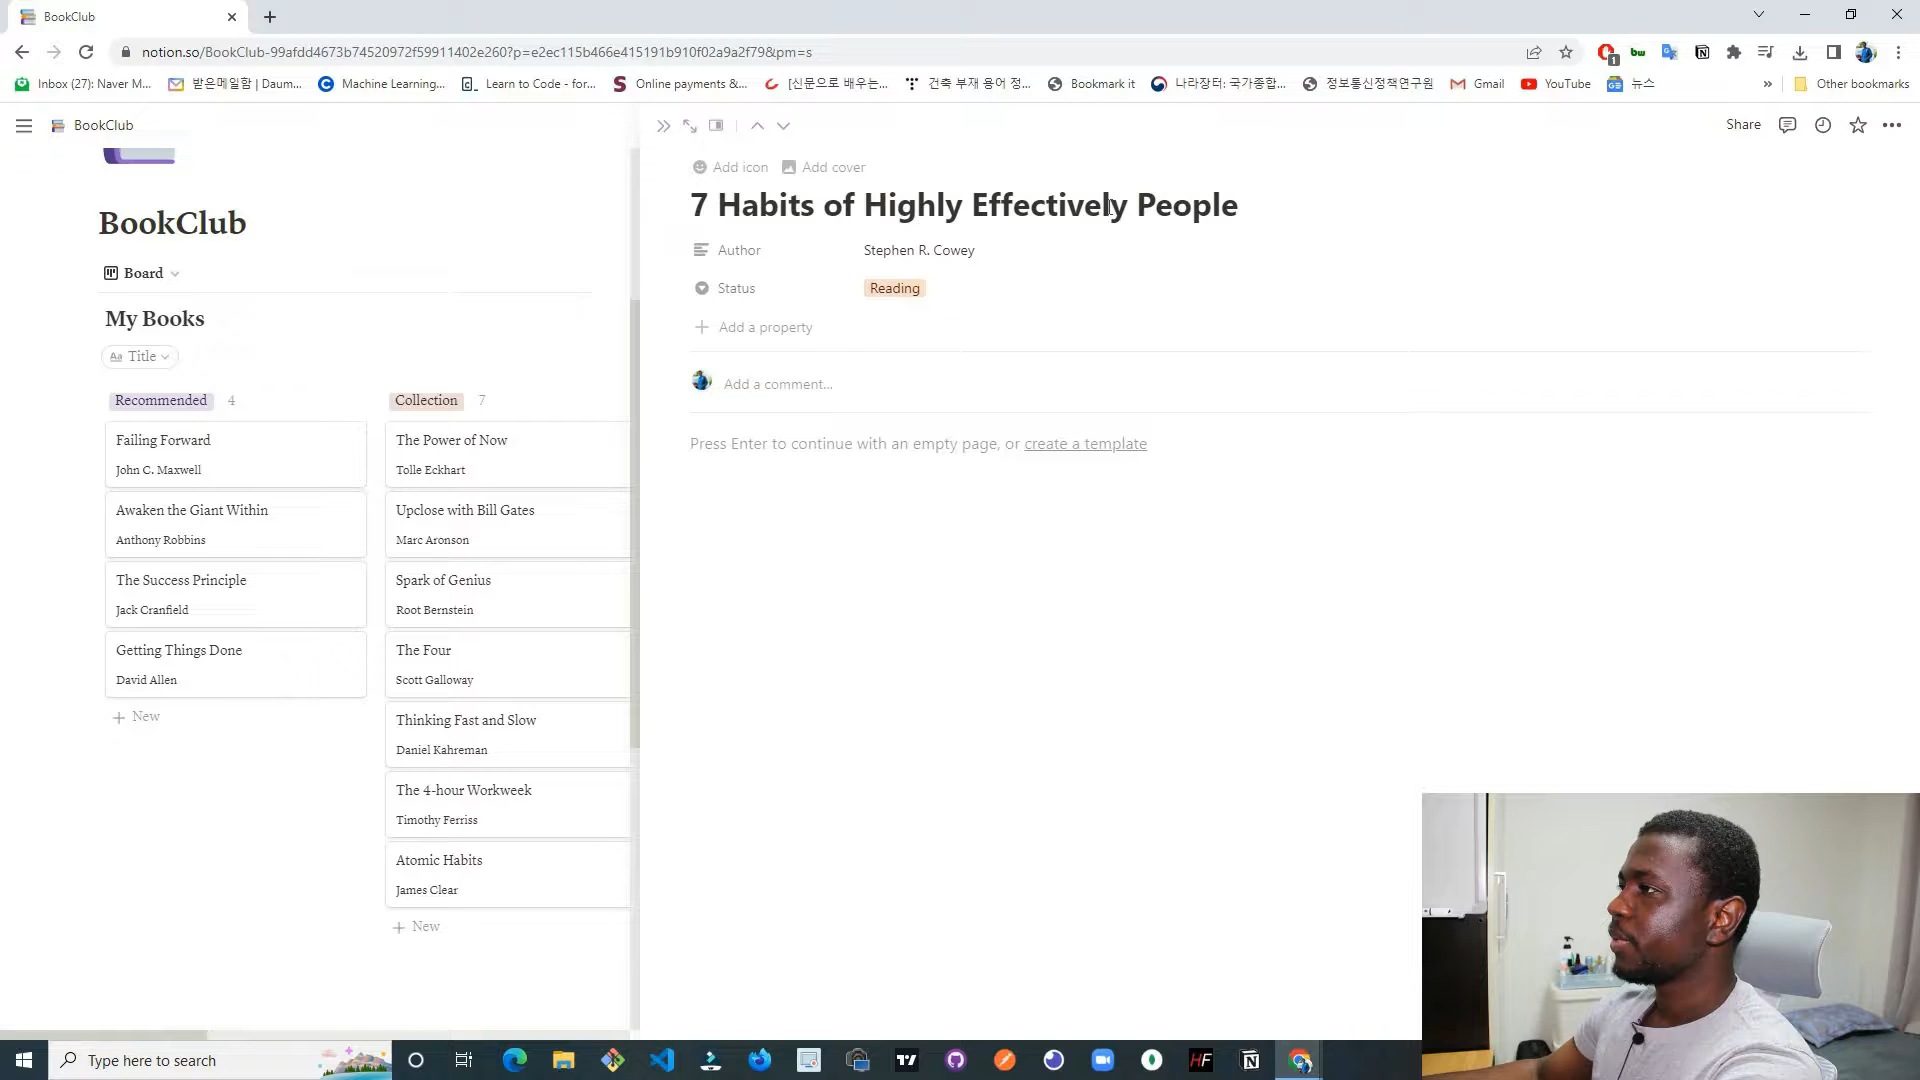 BookClub
notion.so/BookClub-99afdd4673b74520972f59911402e260?p=e2ec115b466e415191b910f02a9a2f79&pm=s
Inbox (27): Naver M...
받은메일함 | Daum...
Machine Learning...
Learn to Code - for...
Online payments &...
[신문으로 배우는...
건축 부재 용어 정...
Bookmark it
나라장터: 국가종합...
정보통신정책연구원
Gmail
YouTube
뉴스
Other bookmarks
BookClub
Share
Add icon
Add cover
7 Habits of Highly Effectively People
Author
Stephen R. Cowey
Status
Reading
Add a property
Add a comment...
Press Enter to continue with an empty page, or create a template
BookClub
Board
My Books
Aa Title
Recommended 4
Failing Forward
John C. Maxwell
Awaken the Giant Within
Anthony Robbins
The Success Principle
Jack Cranfield
Getting Things Done
David Allen
New
Collection 7
The Power of Now
Tolle Eckhart
Upclose with Bill Gates
Marc Aronson
Spark of Genius
Root Bernstein
The Four
Scott Galloway
Thinking Fast and Slow
Daniel Kahreman
The 4-hour Workweek
Timothy Ferriss
Atomic Habits
James Clear
New
Type here to search